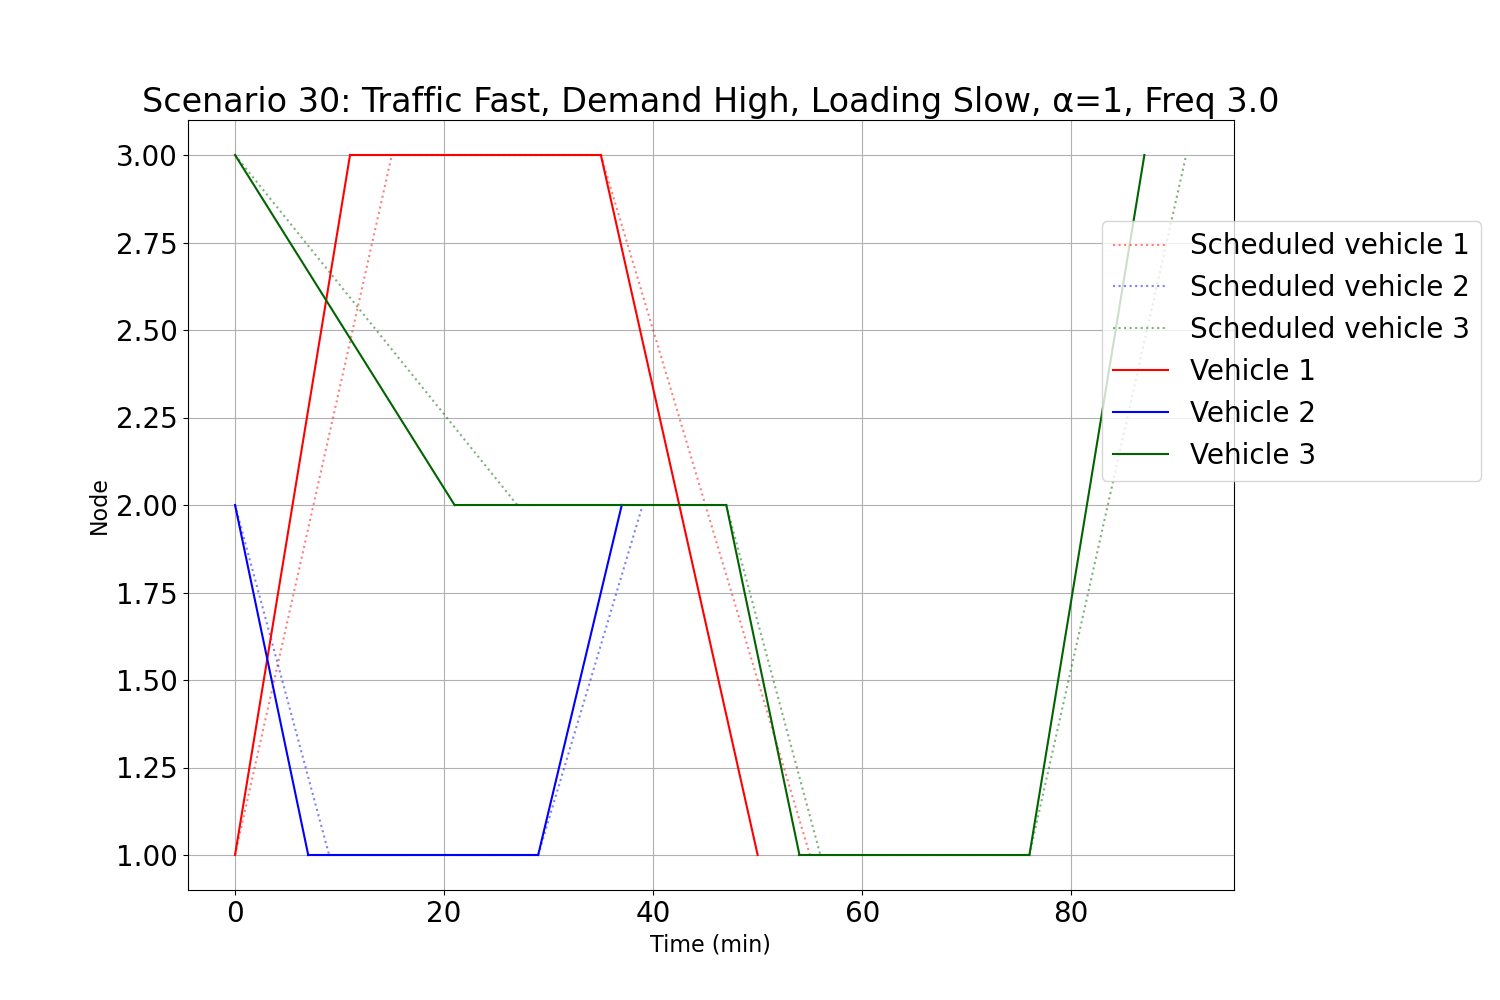 Scenario 30: Traffic Fast, Demand High, Loading Slow, α=1, Freq 3.0
3.00
2.75
2.50
2.25
2.00
1.75
1.50
1.25
1.00
Node
0 20 40 60 80
Time (min)
Scheduled vehicle 1
Scheduled vehicle 2
Scheduled vehicle 3
Vehicle 1
Vehicle 2
Vehicle 3